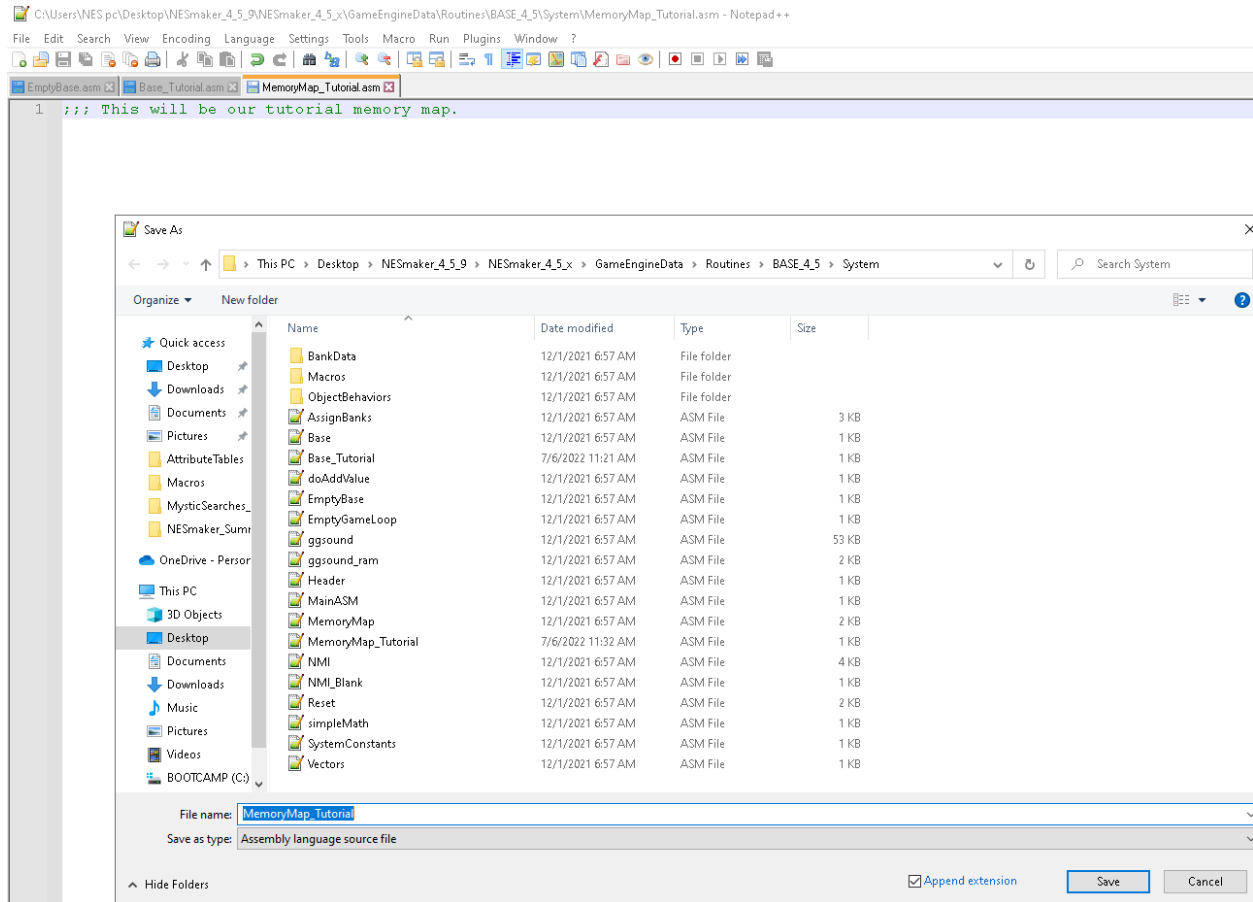 C:\Users\NES pc\Desktop\NESmaker_4_5_9\NESmaker_4_5_x\GameEngineData\Routines\BASE_4_5\System\MemoryMap_Tutorial.asm - Notepad++
File Edit Search View Encoding Language Settings Tools Macro Run Plugins Window ?
EmptyBase.asm Base_Tutorial.asm MemoryMap_Tutorial.asm
1 ;;; This will be our tutorial memory map.
Save As
This PC > Desktop > NESmaker_4_5_9 > NESmaker_4_5_x > GameEngineData > Routines > BASE_4_5 > System Search System
Organize New folder
Name Date modified Type Size
Quick access
Desktop
Downloads
Documents
Pictures
AttributeTables
Macros
MysticSearches_
NESmaker_Sumr
OneDrive - Person
This PC
3D Objects
Desktop
Documents
Downloads
Music
Pictures
Videos
BOOTCAMP (C:)
BankData 12/1/2021 6:57 AM File folder
Macros 12/1/2021 6:57 AM File folder
ObjectBehaviors 12/1/2021 6:57 AM File folder
AssignBanks 12/1/2021 6:57 AM ASM File 3 KB
Base 12/1/2021 6:57 AM ASM File 1 KB
Base_Tutorial 7/6/2022 11:21 AM ASM File 1 KB
doAddValue 12/1/2021 6:57 AM ASM File 1 KB
EmptyBase 12/1/2021 6:57 AM ASM File 1 KB
EmptyGameLoop 12/1/2021 6:57 AM ASM File 1 KB
ggsound 12/1/2021 6:57 AM ASM File 53 KB
ggsound_ram 12/1/2021 6:57 AM ASM File 2 KB
Header 12/1/2021 6:57 AM ASM File 1 KB
MainASM 12/1/2021 6:57 AM ASM File 1 KB
MemoryMap 12/1/2021 6:57 AM ASM File 2 KB
MemoryMap_Tutorial 7/6/2022 11:32 AM ASM File 1 KB
NMI 12/1/2021 6:57 AM ASM File 4 KB
NMI_Blank 12/1/2021 6:57 AM ASM File 1 KB
Reset 12/1/2021 6:57 AM ASM File 2 KB
simpleMath 12/1/2021 6:57 AM ASM File 1 KB
SystemConstants 12/1/2021 6:57 AM ASM File 1 KB
Vectors 12/1/2021 6:57 AM ASM File 1 KB
File name: MemoryMap_Tutorial
Save as type: Assembly language source file
Hide Folders Append extension Save Cancel